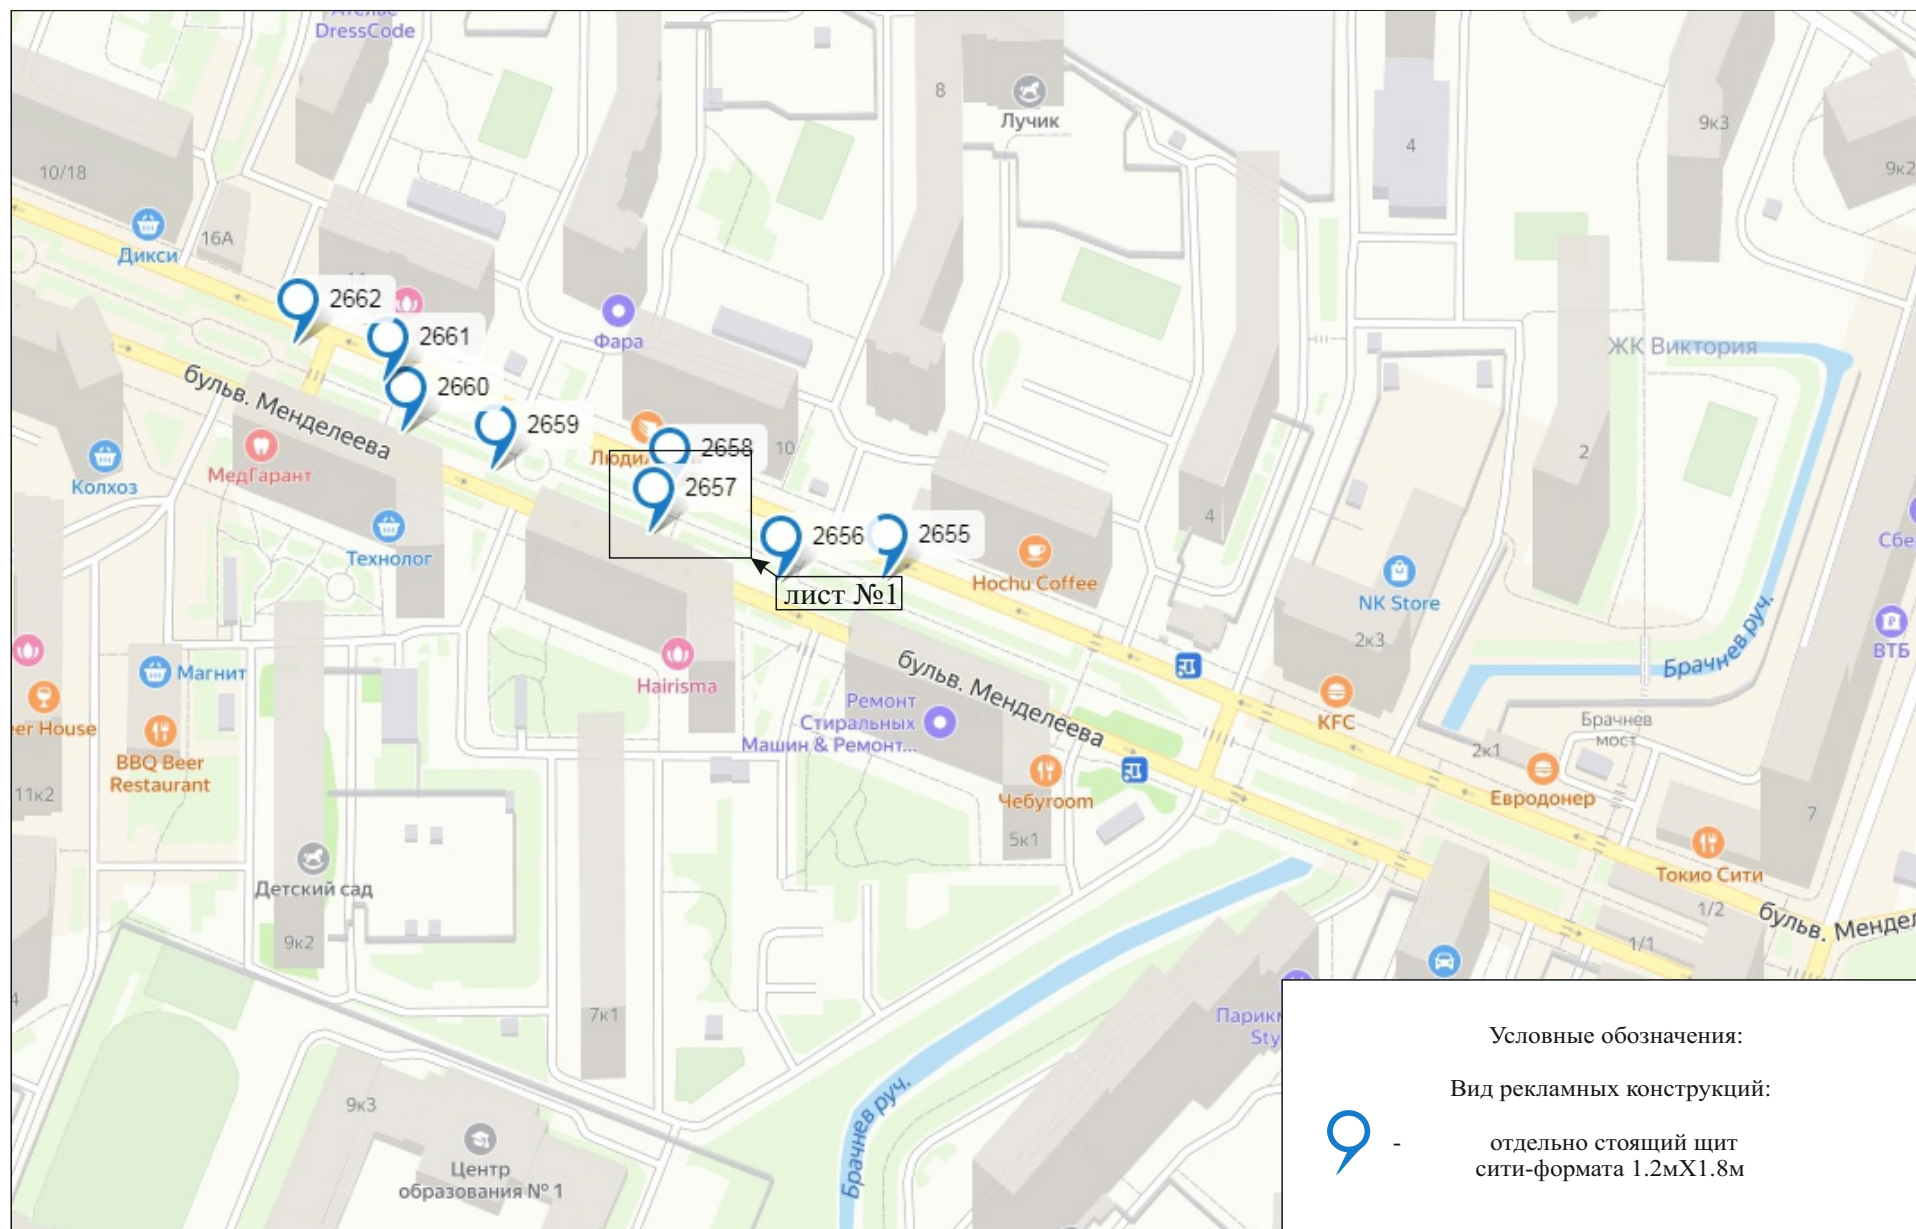 DressCode
8
Лучик
9к3
4
10/18
9к2
16А
Дикси
2662
2661
Фара
ЖК Виктория
бульв. Менделеева
2660
2659
2658
10
2
МедГарант
Колхоз
2657
4
2656
2655
Технолог
Hochu Coffee
лист №1
NK Store
Сбе
2к3
Брачнев руч.
ВТБ
Магнит
Hairisma
бульв. Менделеева
Ремонт
Стиральных
Машин & Ремонт...
er House
KFC
Брачнев
мост
2к1
BBQ Beer
Restaurant
11к2
Чебуroom
Евродонер
7
5к1
Детский сад
Токио Сити
9к2
1/2
бульв. Мендел
1/1
4
7к1
Парик
Sty
9к3
Брачнев руч.
Центр
образования № 1
Условные обозначения:
Вид рекламных конструкций:
- отдельно стоящий щит
сити-формата 1.2мХ1.8м